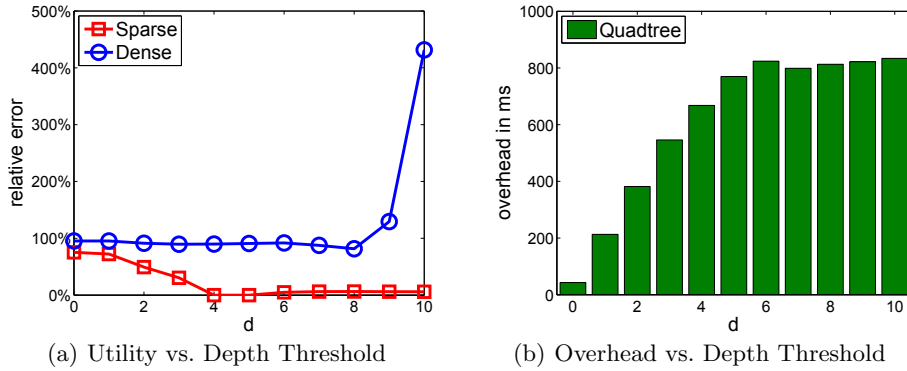 500%
400%
300%
200%
100%
0%
relative error
Sparse
Dense
0 2 4 6 8 10
d
(a) Utility vs. Depth Threshold
1000
800
600
400
200
0
overhead in ms
Quadtree
0 2 4 6 8 10
d
(b) Overhead vs. Depth Threshold